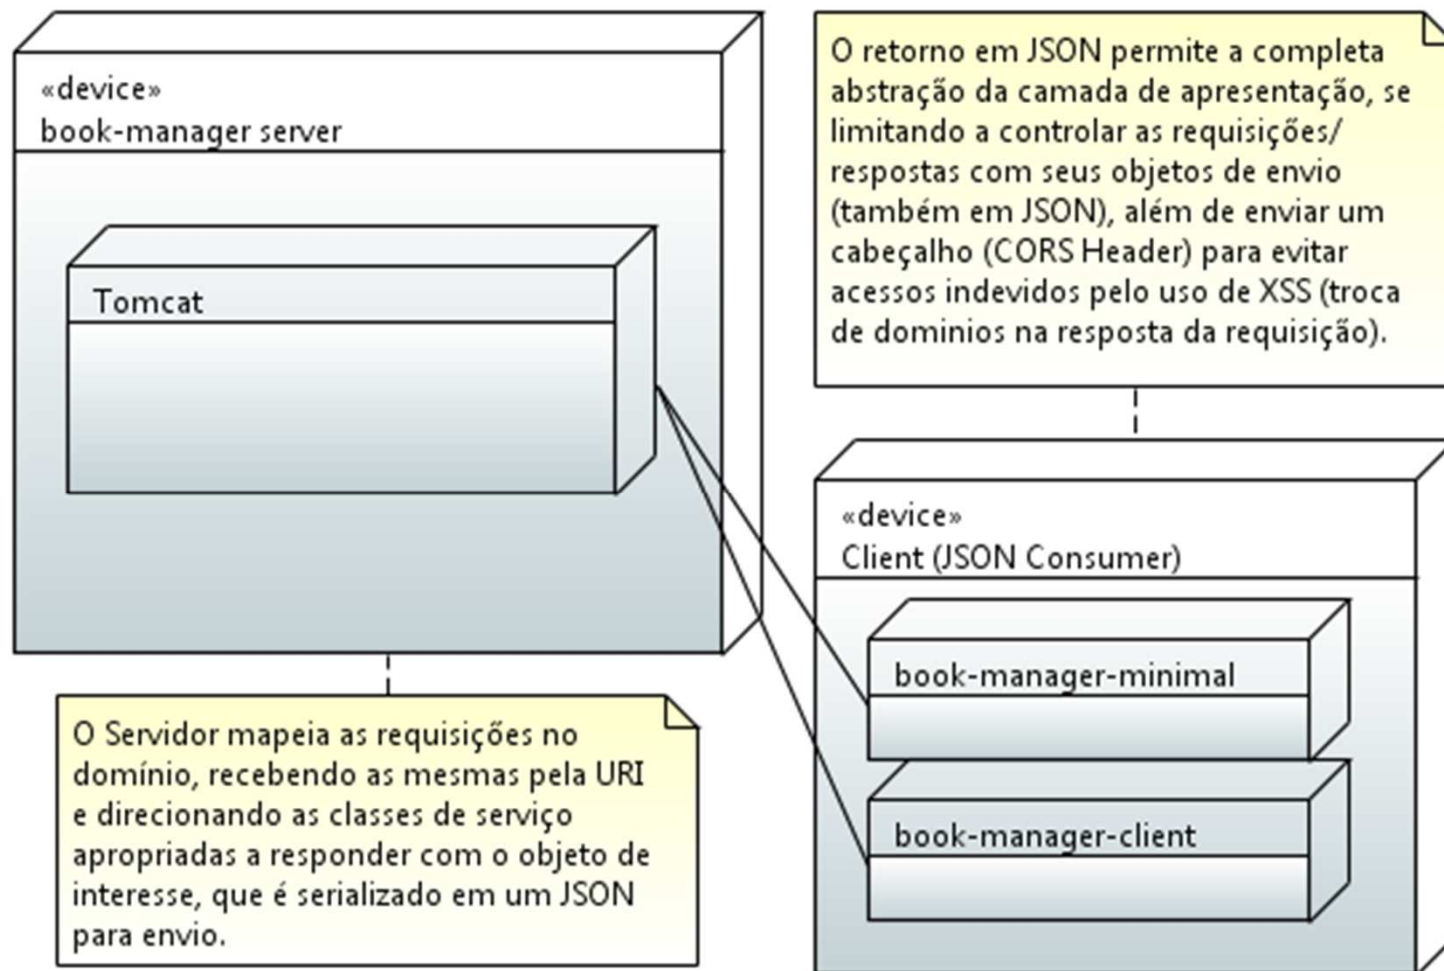 «device»
book-manager server
Tomcat
O Servidor mapeia as requisições no
domínio, recebendo as mesmas pela URI
e direcionando as classes de serviço
apropriadas a responder com o objeto de
interesse, que é serializado em um JSON
para envio.
O retorno em JSON permite a completa
abstração da camada de apresentação, se
limitando a controlar as requisições/
respostas com seus objetos de envio
(também em JSON), além de enviar um
cabeçalho (CORS Header) para evitar
acessos indevidos pelo uso de XSS (troca
de dominios na resposta da requisição).
«device»
Client (JSON Consumer)
book-manager-minimal
book-manager-client